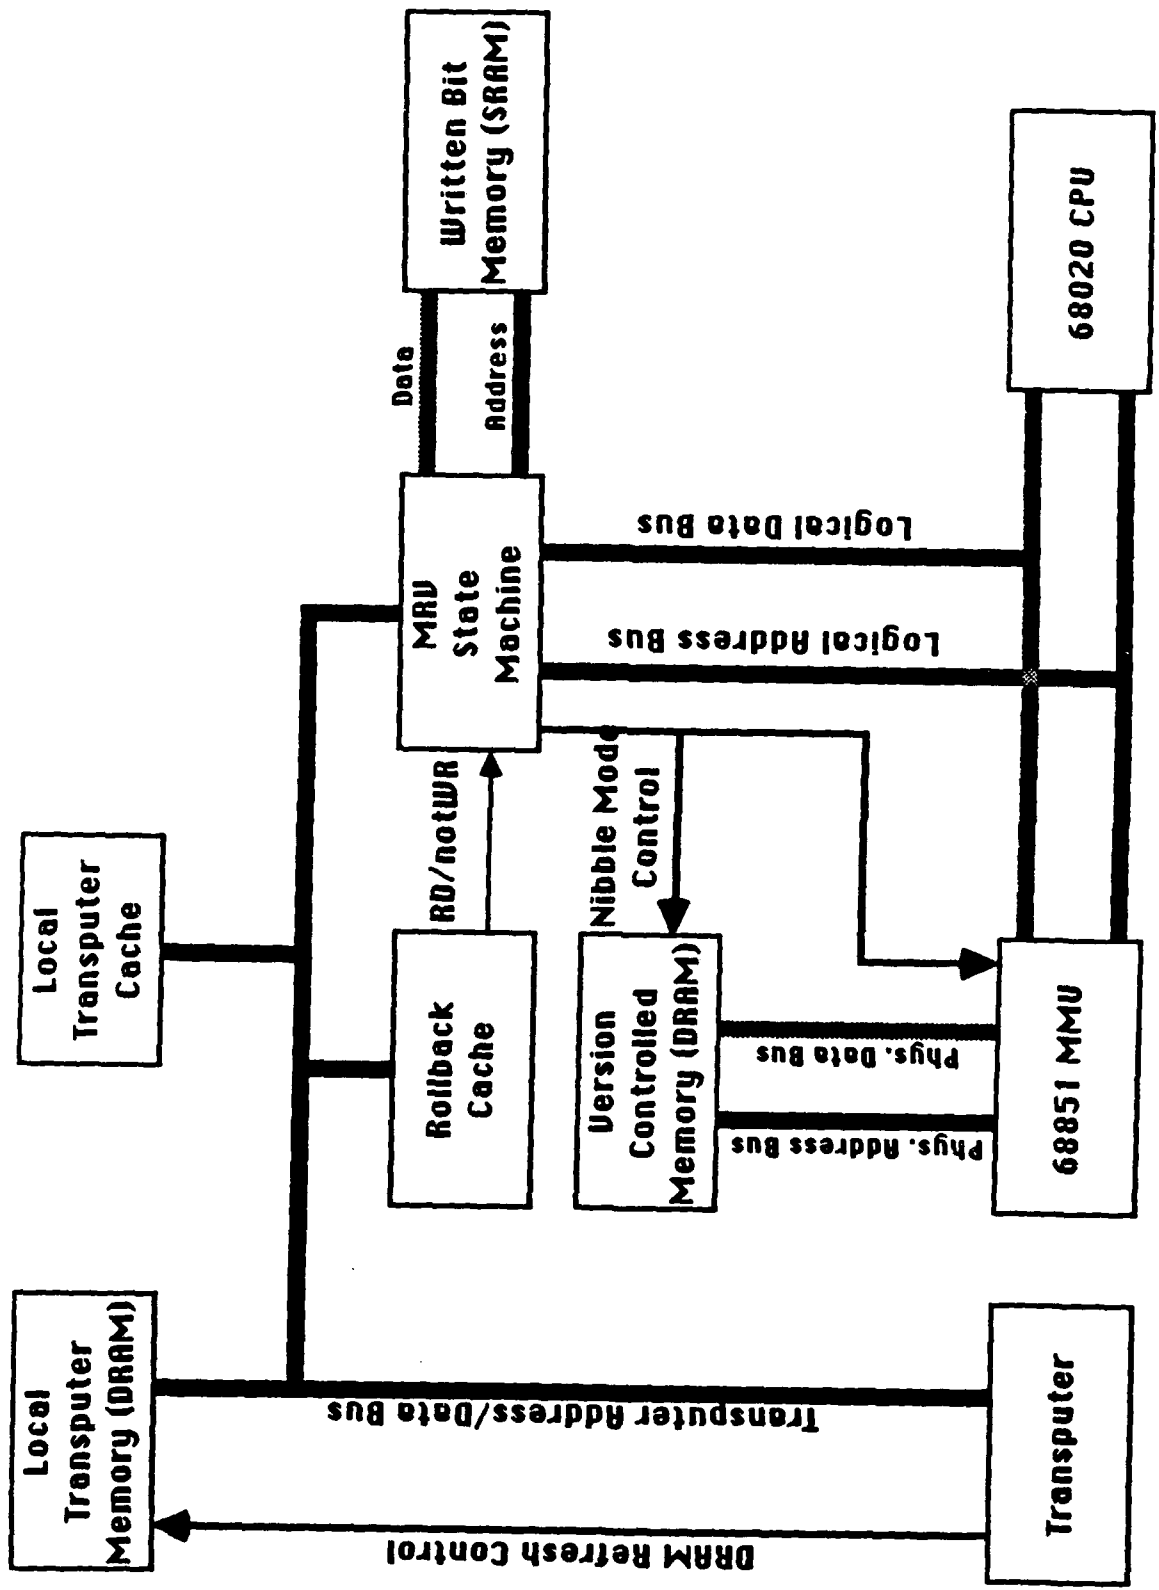 Local
Transputer
Memory (DRAM)
Local
Transputer
Cache
DRAM Refresh Control
Transputer Address/Data Bus
Rollback
Cache
RD/notWR
MRV
State
Machine
Data
Address
Written Bit
Memory (SRAM)
Nibble Mode
Control
Version
Controlled
Memory (DRAM)
Logical Address Bus
Logical Data Bus
Phys. Address Bus
Phys. Data Bus
Transputer
68851 MMU
68020 CPU